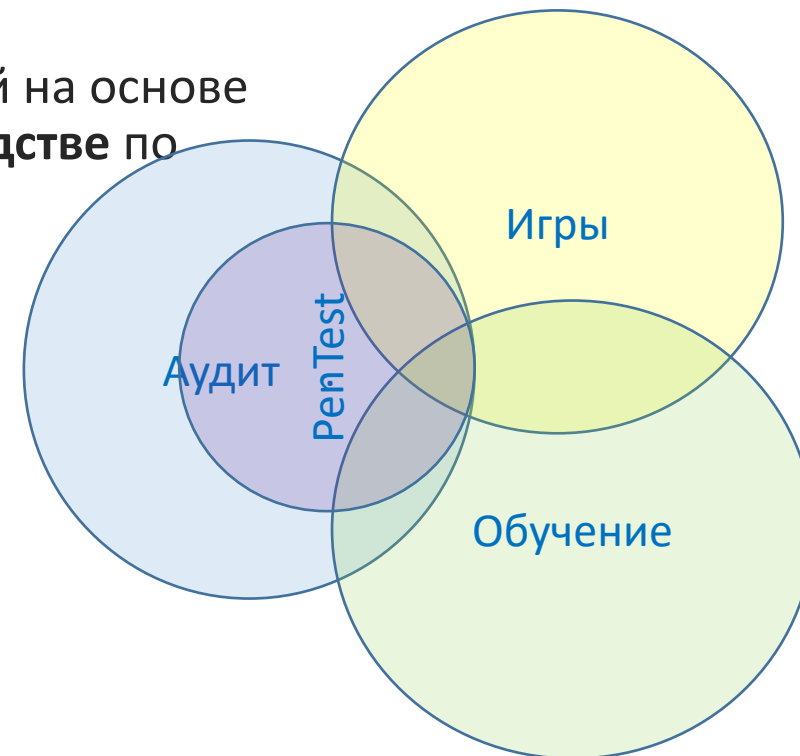 й на основе
дстве по
Игры
PenTest
Аудит
Обучение